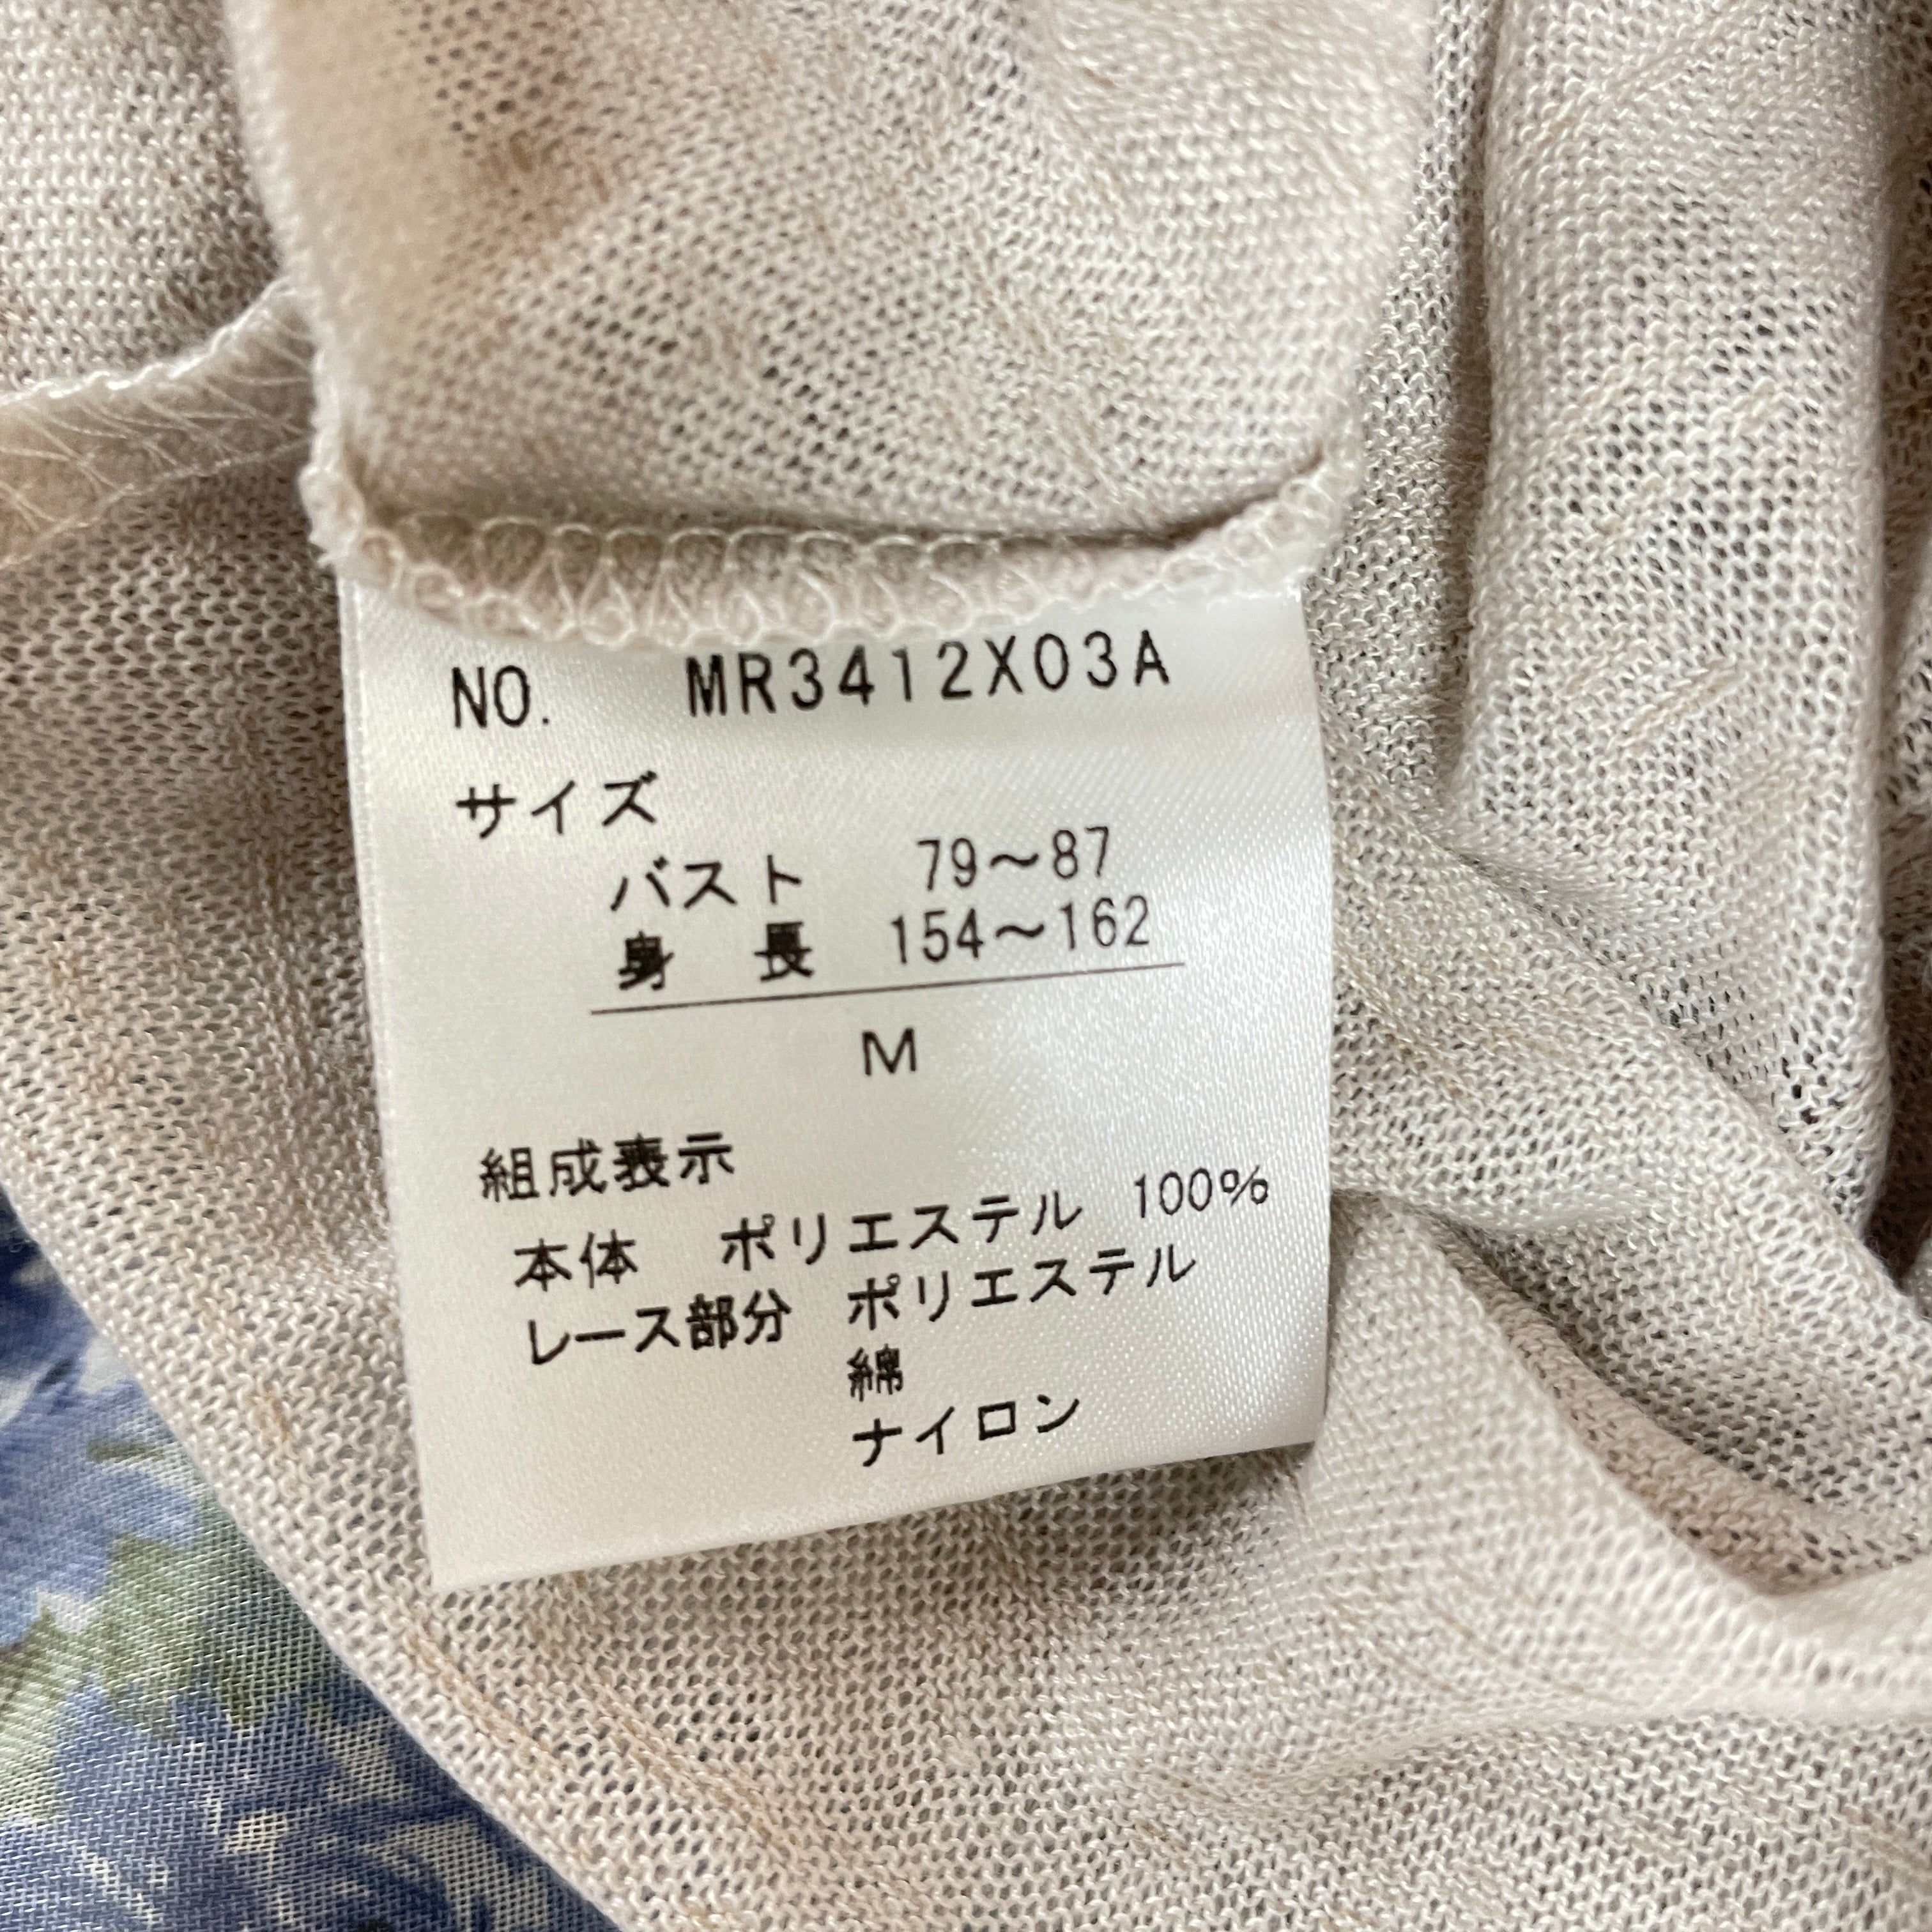 NO. MR3412X03A
サイズ
バスト 79～87
身長 154～162
M
組成表示
本体 ポリエステル 100%
レース部分 ポリエステル
綿
ナイロン